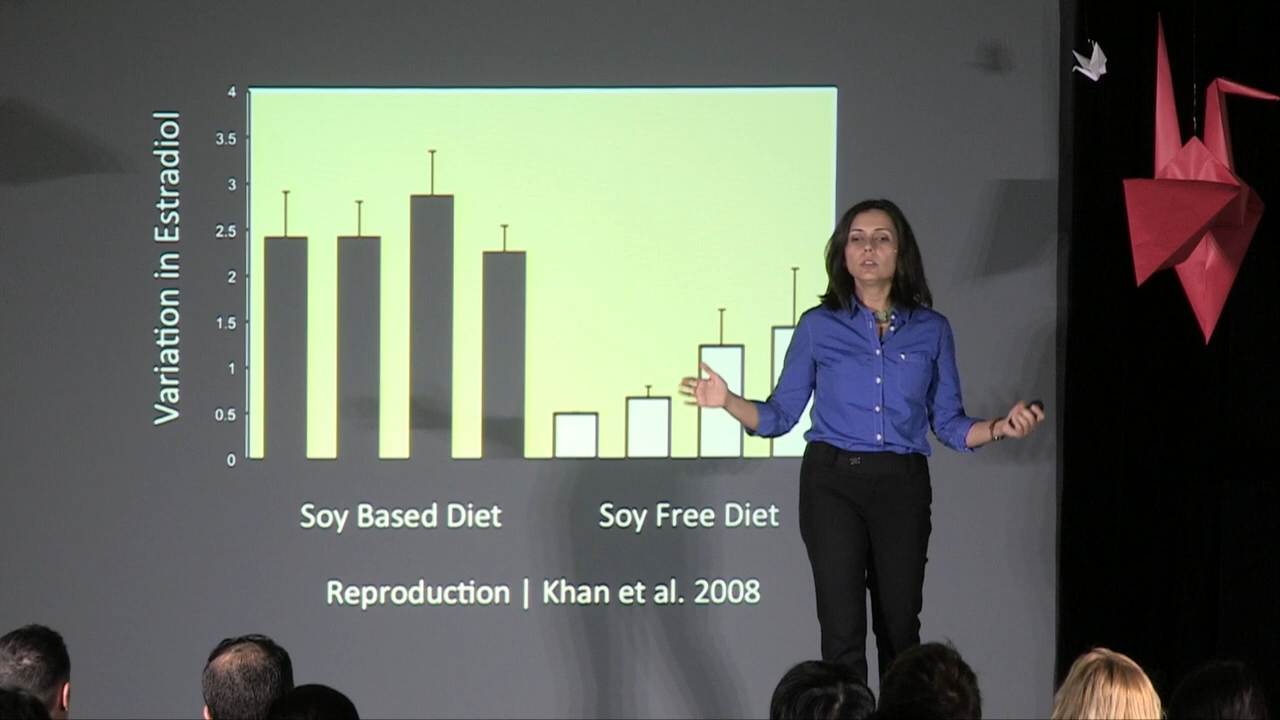 Variation in Estradiol
4
3.5
3
2.5
2
1.5
1
0.5
0
Soy Based Diet
Soy Free Diet
Reproduction | Khan et al. 2008